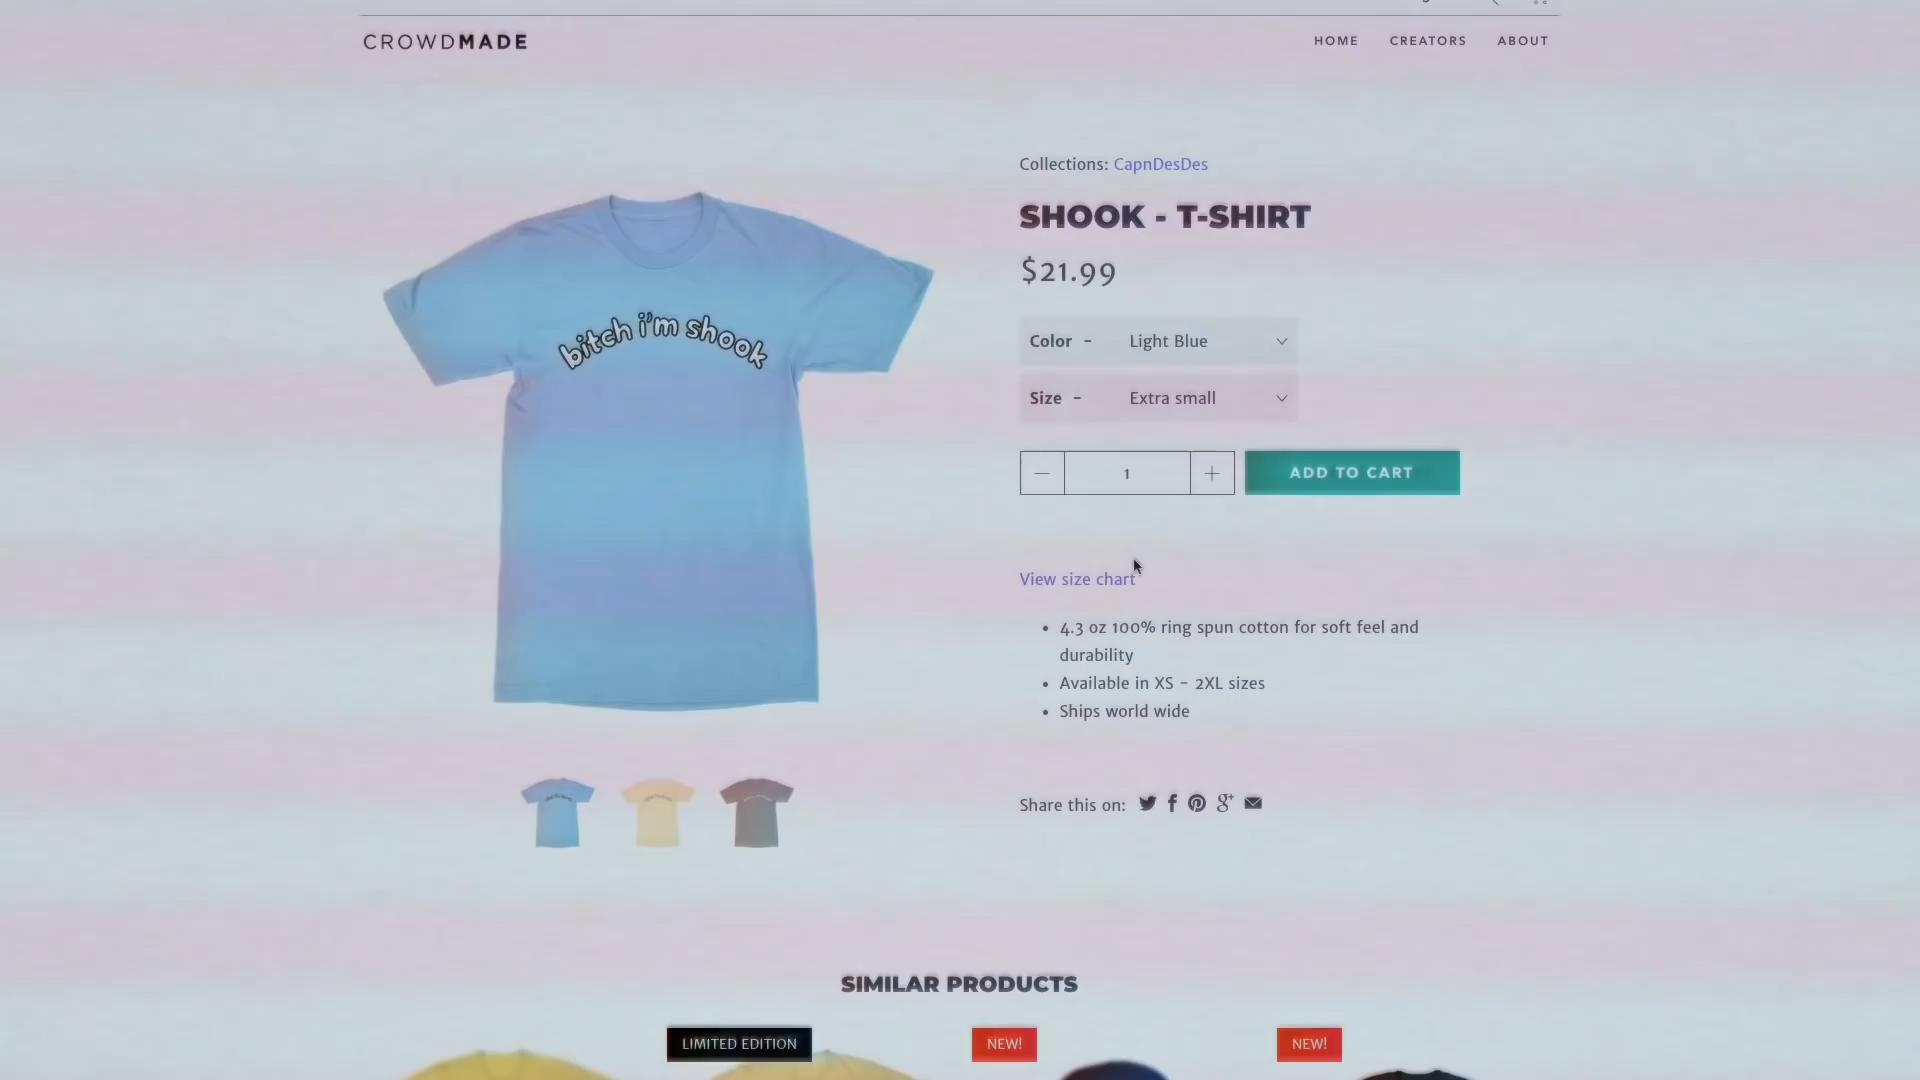 CROWDMADE
HOME CREATORS ABOUT
Collections: CapnDesDes
SHOOK - T-SHIRT
$21.99
bitch i'm shook
Color - Light Blue
Size - Extra small
1
ADD TO CART
View size chart
• 4.3 oz 100% ring spun cotton for soft feel and
durability
• Available in XS - 2XL sizes
• Ships world wide
Share this on:
SIMILAR PRODUCTS
LIMITED EDITION
NEW!
NEW!